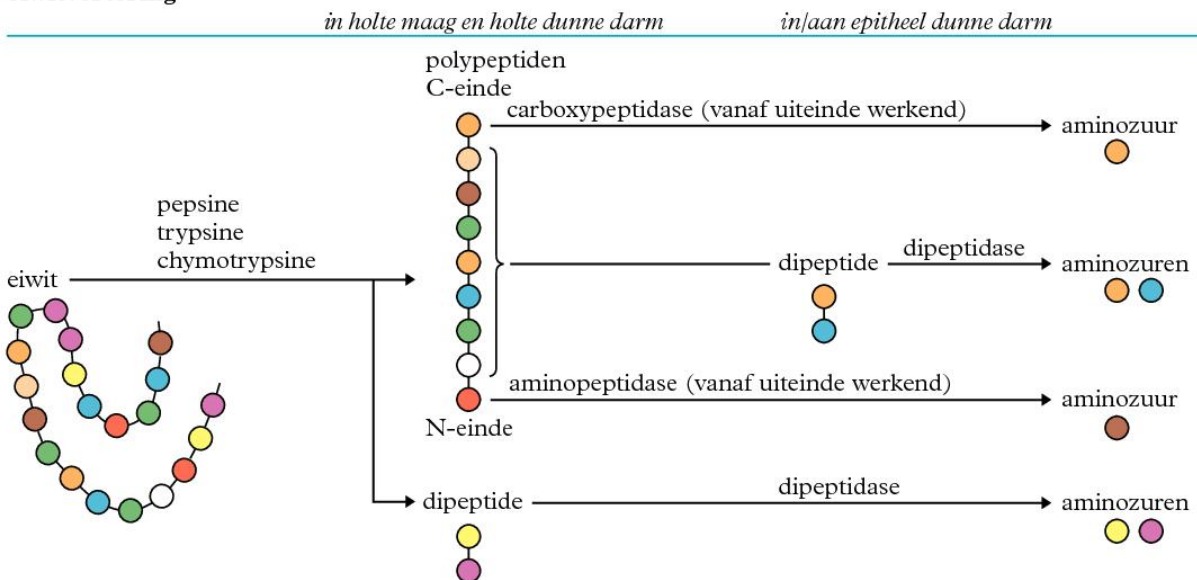 in holte maag en holte dunne darm
in/aan epitheel dunne darm
polypeptiden
C-einde
carboxypeptidase (vanaf uiteinde werkend)
aminozuur
pepsine
trypsine
chymotrypsine
eiwit
dipeptide
dipeptidase
aminozuren
aminopeptidase (vanaf uiteinde werkend)
aminozuur
N-einde
dipeptide
dipeptidase
aminozuren